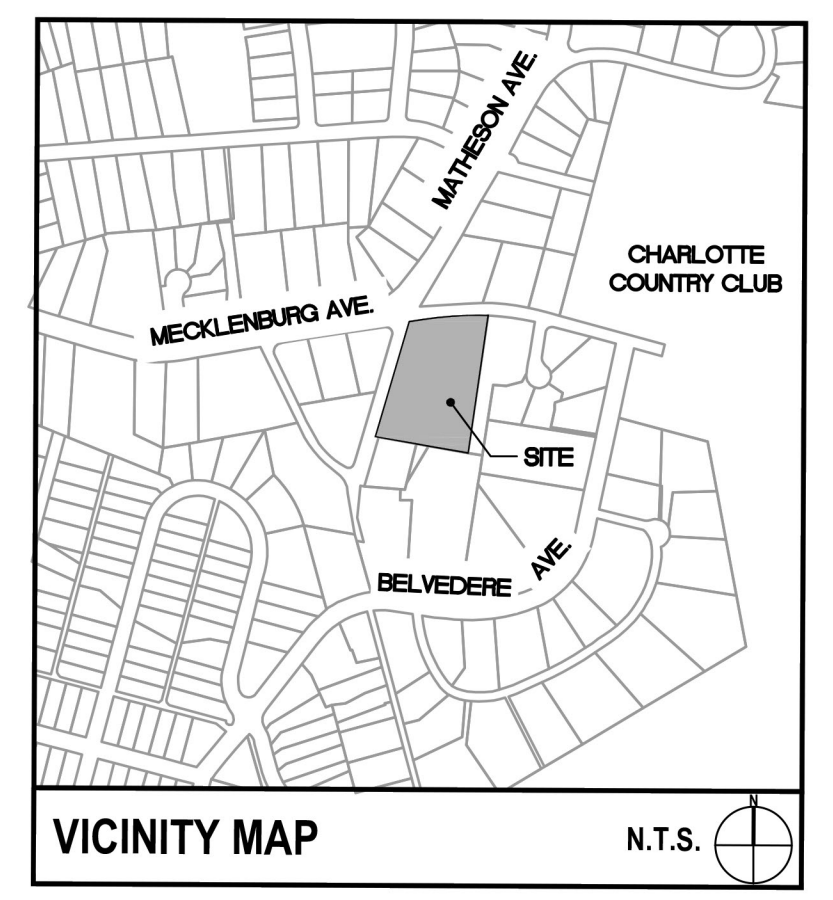 MATHESON AVE.
CHARLOTTE
COUNTRY CLUB
MECKLENBURG AVE.
SITE
BELVEDERE AVE.
VICINITY MAP
N.T.S.
N